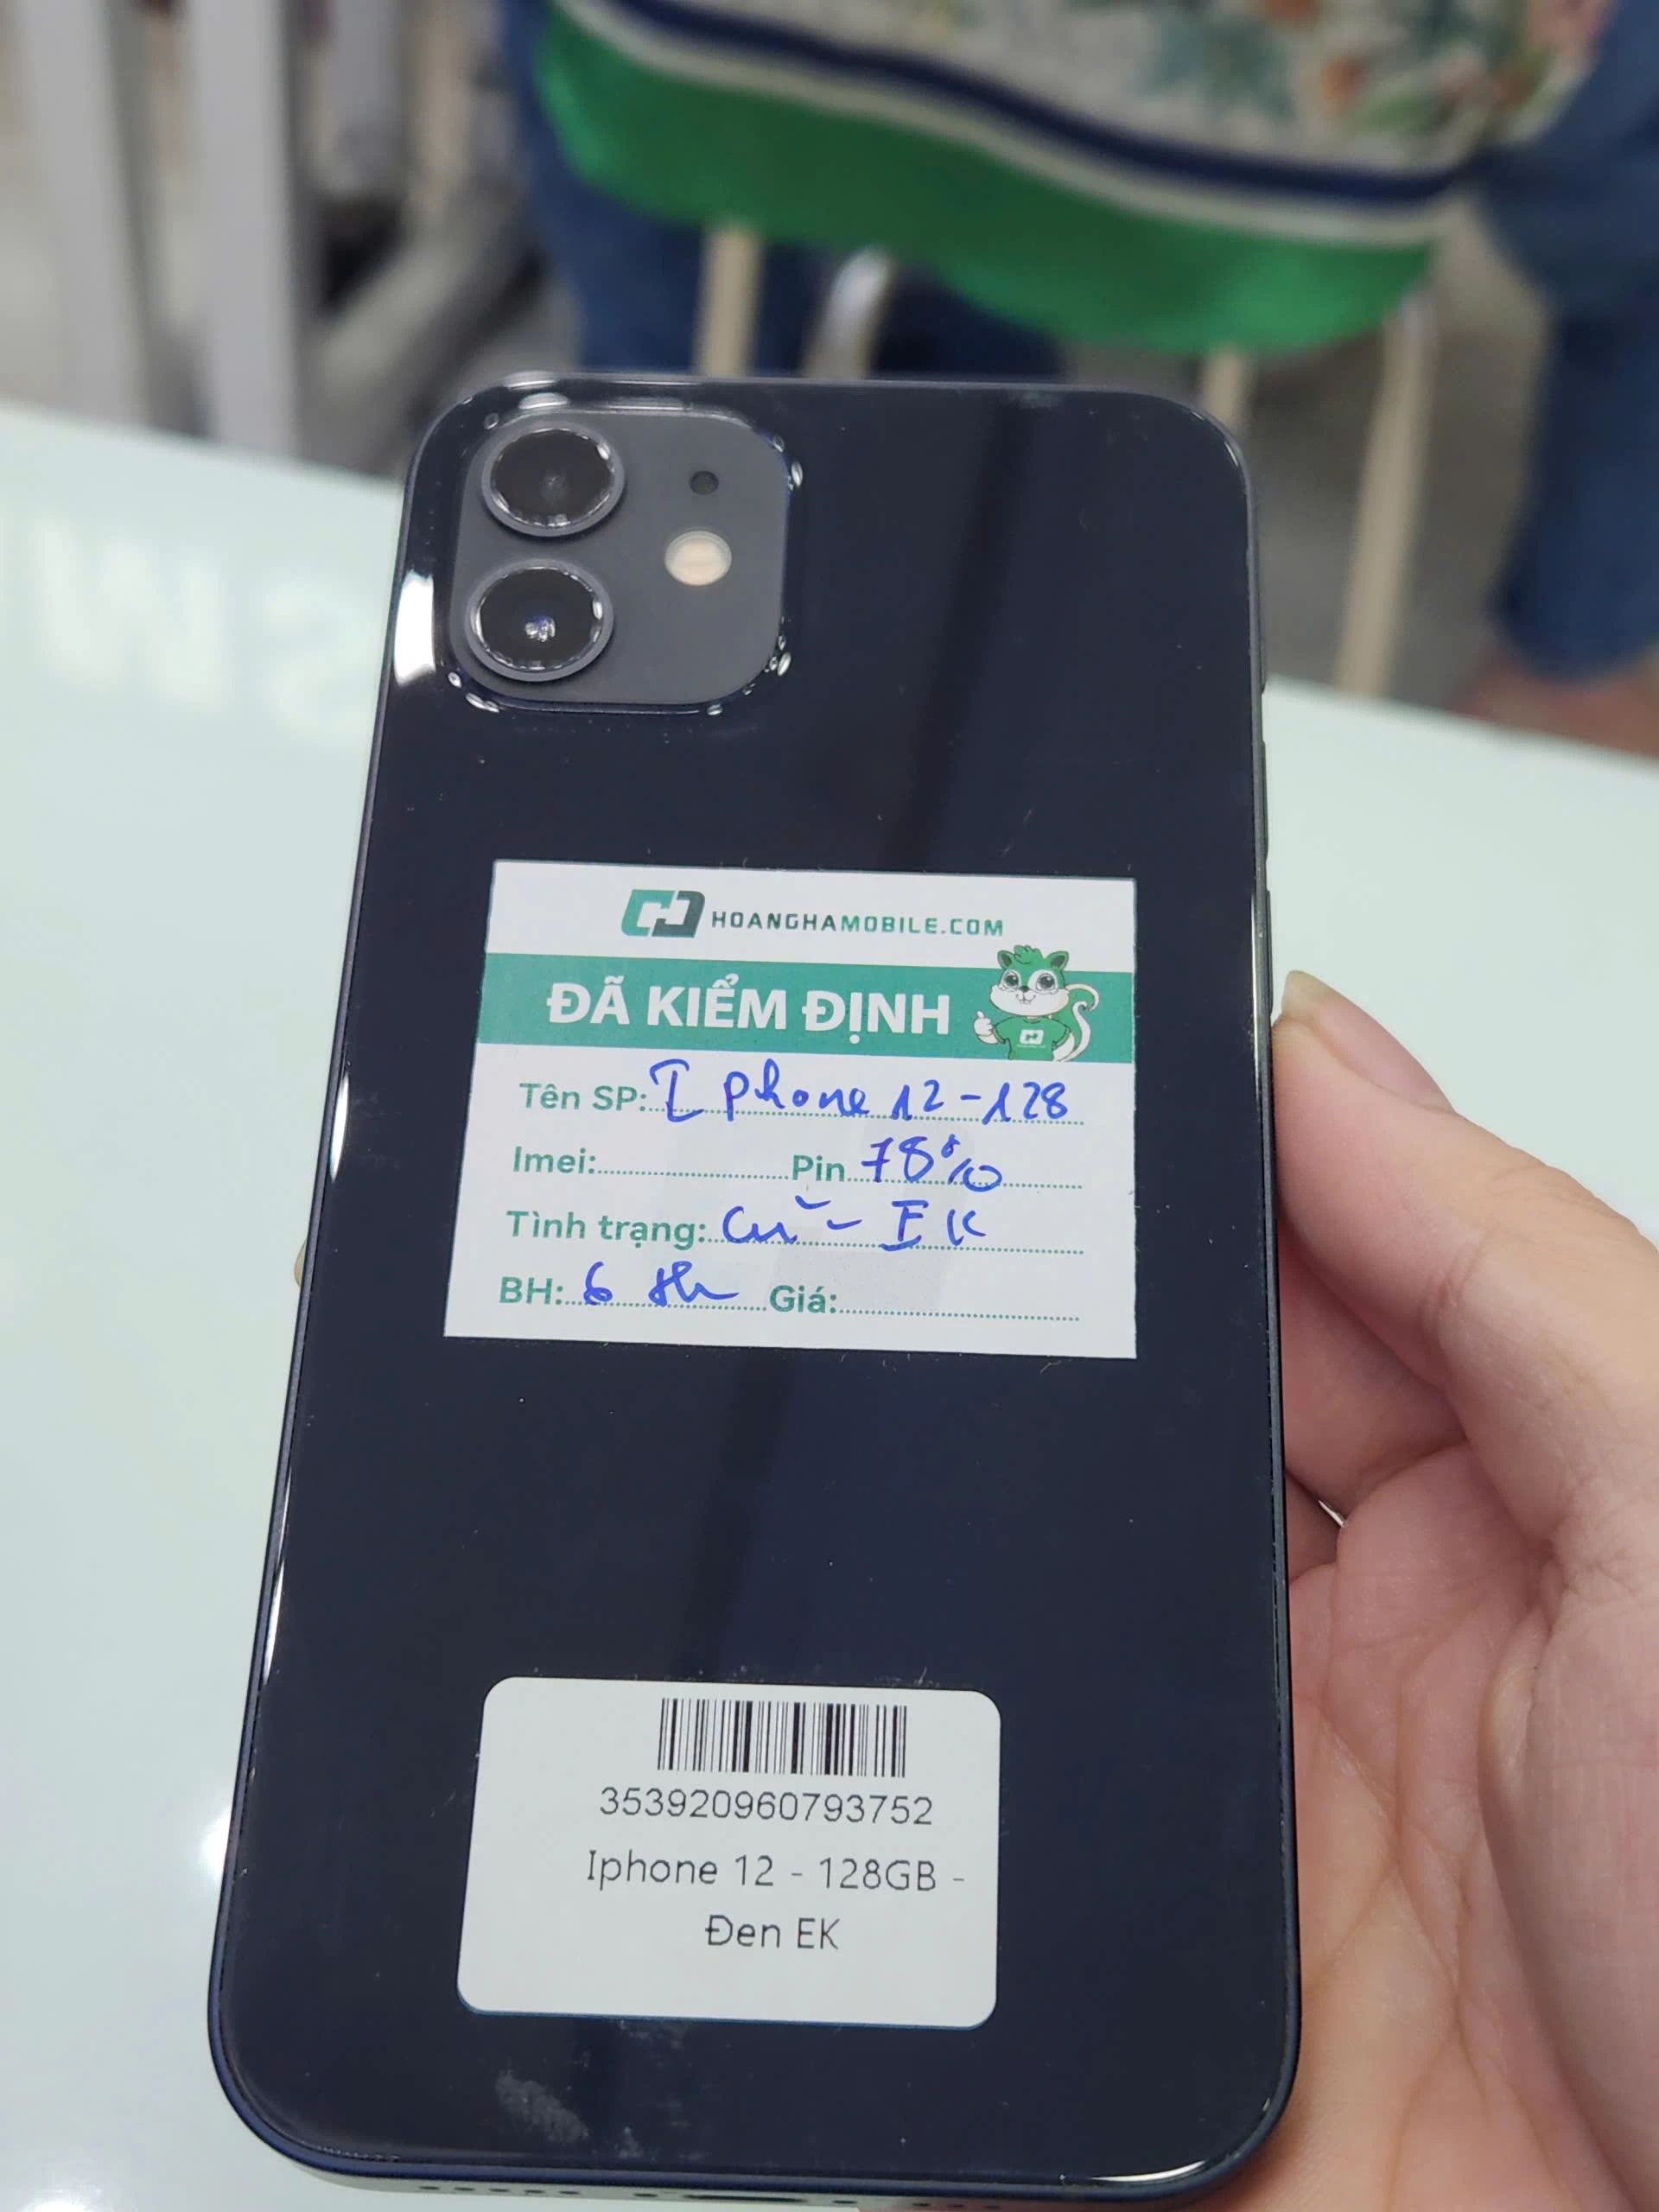 HOANGHAMOBILE.COM
ĐÃ KIỂM ĐỊNH
Tên SP: I phone 12 - 128
Imei: Pin 78%
Tình trạng: cũ - EK
BH: 6 th Giá:
353920960793752
Iphone 12 - 128GB -
Đen EK